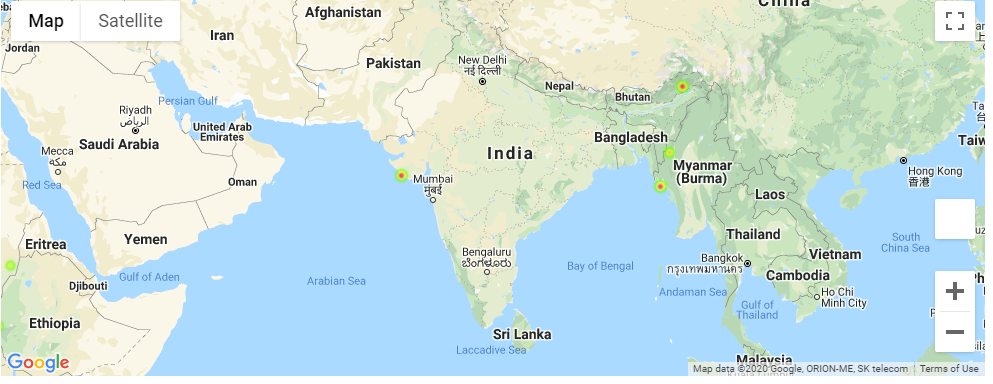 Map
Satellite
Afghanistan
China
Iran
Jordan
Pakistan
New Delhi
नई दिल्ली
Nepal
Bhutan
Persian Gulf
Riyadh
الرياض
United Arab
Emirates
Bangladesh
Saudi Arabia
India
Mecca
مكة
Myanmar
(Burma)
Hong Kong
香港
Mumbai
मुंबई
Oman
Red Sea
Laos
Eritrea
Yemen
Thailand
South
China Sea
Vietnam
Bengaluru
ಬೆಂಗಳೂರು
Bangkok
กรุงเทพมหานคร
Bay of Bengal
Gulf of Aden
Arabian Sea
Cambodia
Djibouti
Andaman Sea
Ho Chi
Minh City
Gulf of
Thailand
Ethiopia
Sri Lanka
Laccadive Sea
Malaysia
Google
Map data ©2020 Google, ORION-ME, SK telecom
Terms of Use